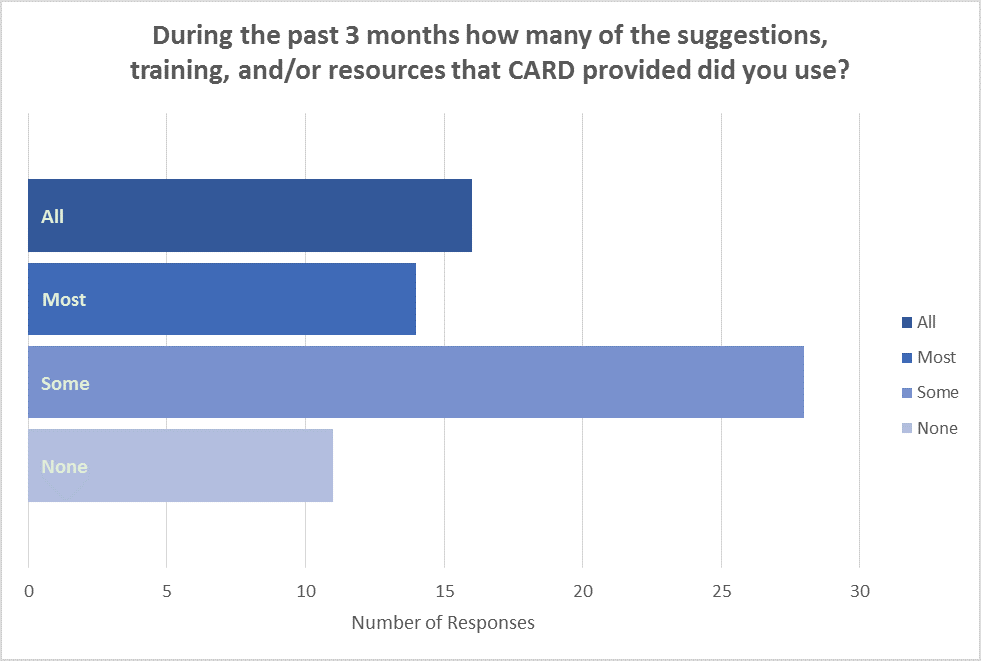 During the past 3 months how many of the suggestions,
training, and/or resources that CARD provided did you use?
All
Most
Some
None
All
Most
Some
None
0 5 10 15 20 25 30
Number of Responses